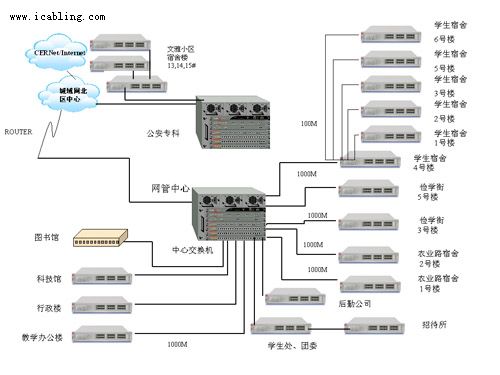 www.icabling.com
CERNet/Internet
城域网北
区中心
ROUTER
文雅小区
宿舍楼
13,14,15#
公安专科
网管中心
中心交换机
100M
1000M
1000M
1000M
1000M
1000M
学生宿舍
6号楼
学生宿舍
5号楼
学生宿舍
3号楼
学生宿舍
2号楼
学生宿舍
1号楼
学生宿舍
4号楼
俭学街
5号楼
俭学街
3号楼
农业路宿舍
2号楼
农业路宿舍
1号楼
图书馆
科技馆
行政楼
教学办公楼
后勤公司
学生处、团委
招待所